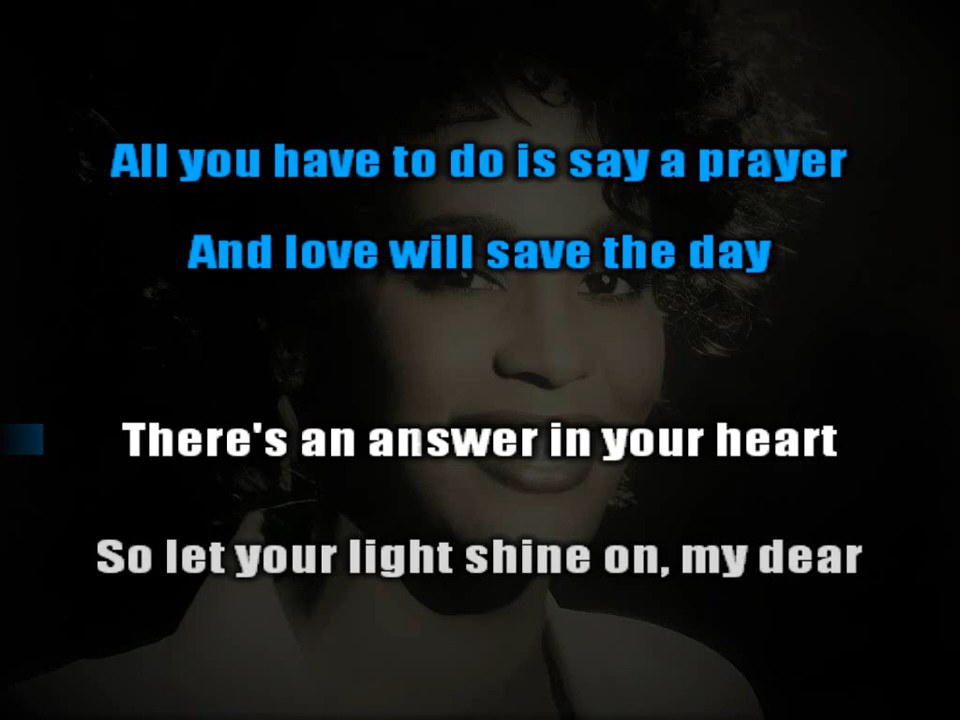 All you have to do is say a prayer
And love will save the day
There's an answer in your heart
So let your light shine on, my dear